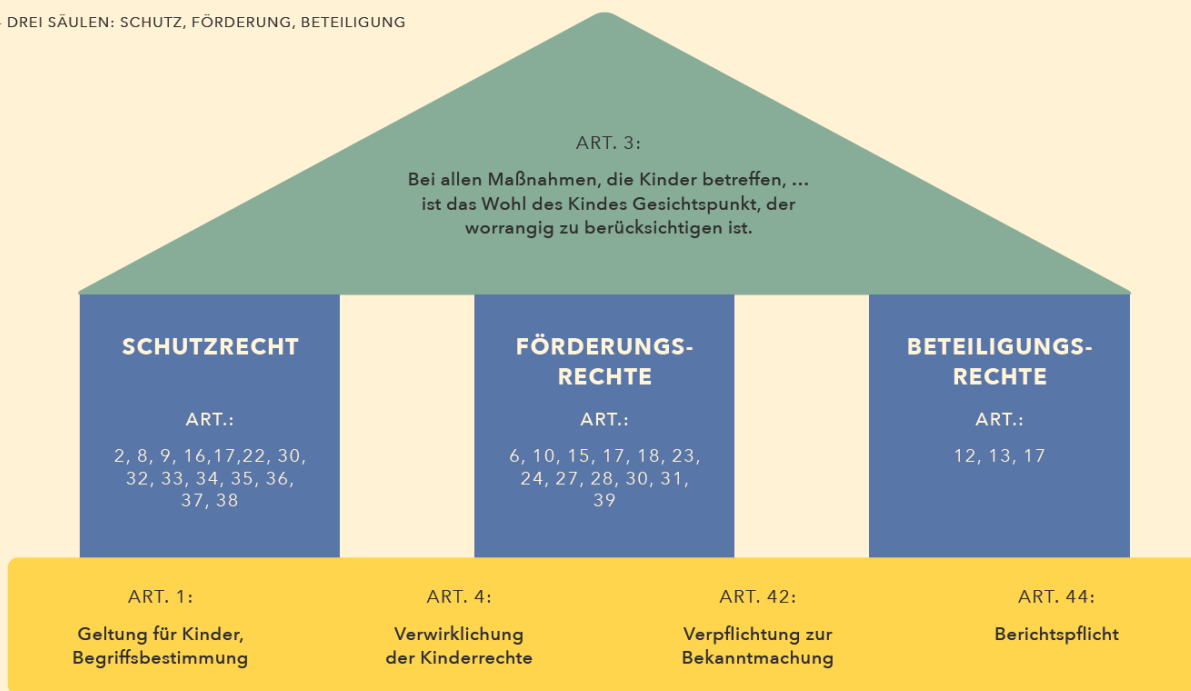 DREI SÄULEN: SCHUTZ, FÖRDERUNG, BETEILIGUNG
ART. 3:
Bei allen Maßnahmen, die Kinder betreffen, ...
ist das Wohl des Kindes Gesichtspunkt, der
worrangig zu berücksichtigen ist.
SCHUTZRECHT
ART.:
2, 8, 9, 16,17,22, 30,
32, 33, 34, 35, 36,
37, 38
FÖRDERUNGS-
RECHTE
ART.:
6, 10, 15, 17, 18, 23,
24, 27, 28, 30, 31,
39
BETEILIGUNGS-
RECHTE
ART.:
12, 13, 17
ART. 1:
Geltung für Kinder,
Begriffsbestimmung
ART. 4:
Verwirklichung
der Kinderrechte
ART. 42:
Verpflichtung zur
Bekanntmachung
ART. 44:
Berichtspflicht